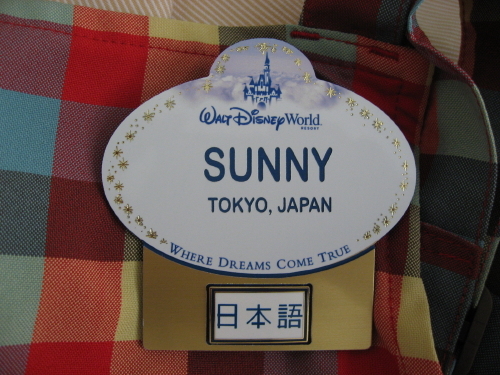 Walt Disney World
RESORT
SUNNY
TOKYO, JAPAN
WHERE DREAMS COME TRUE
日本語